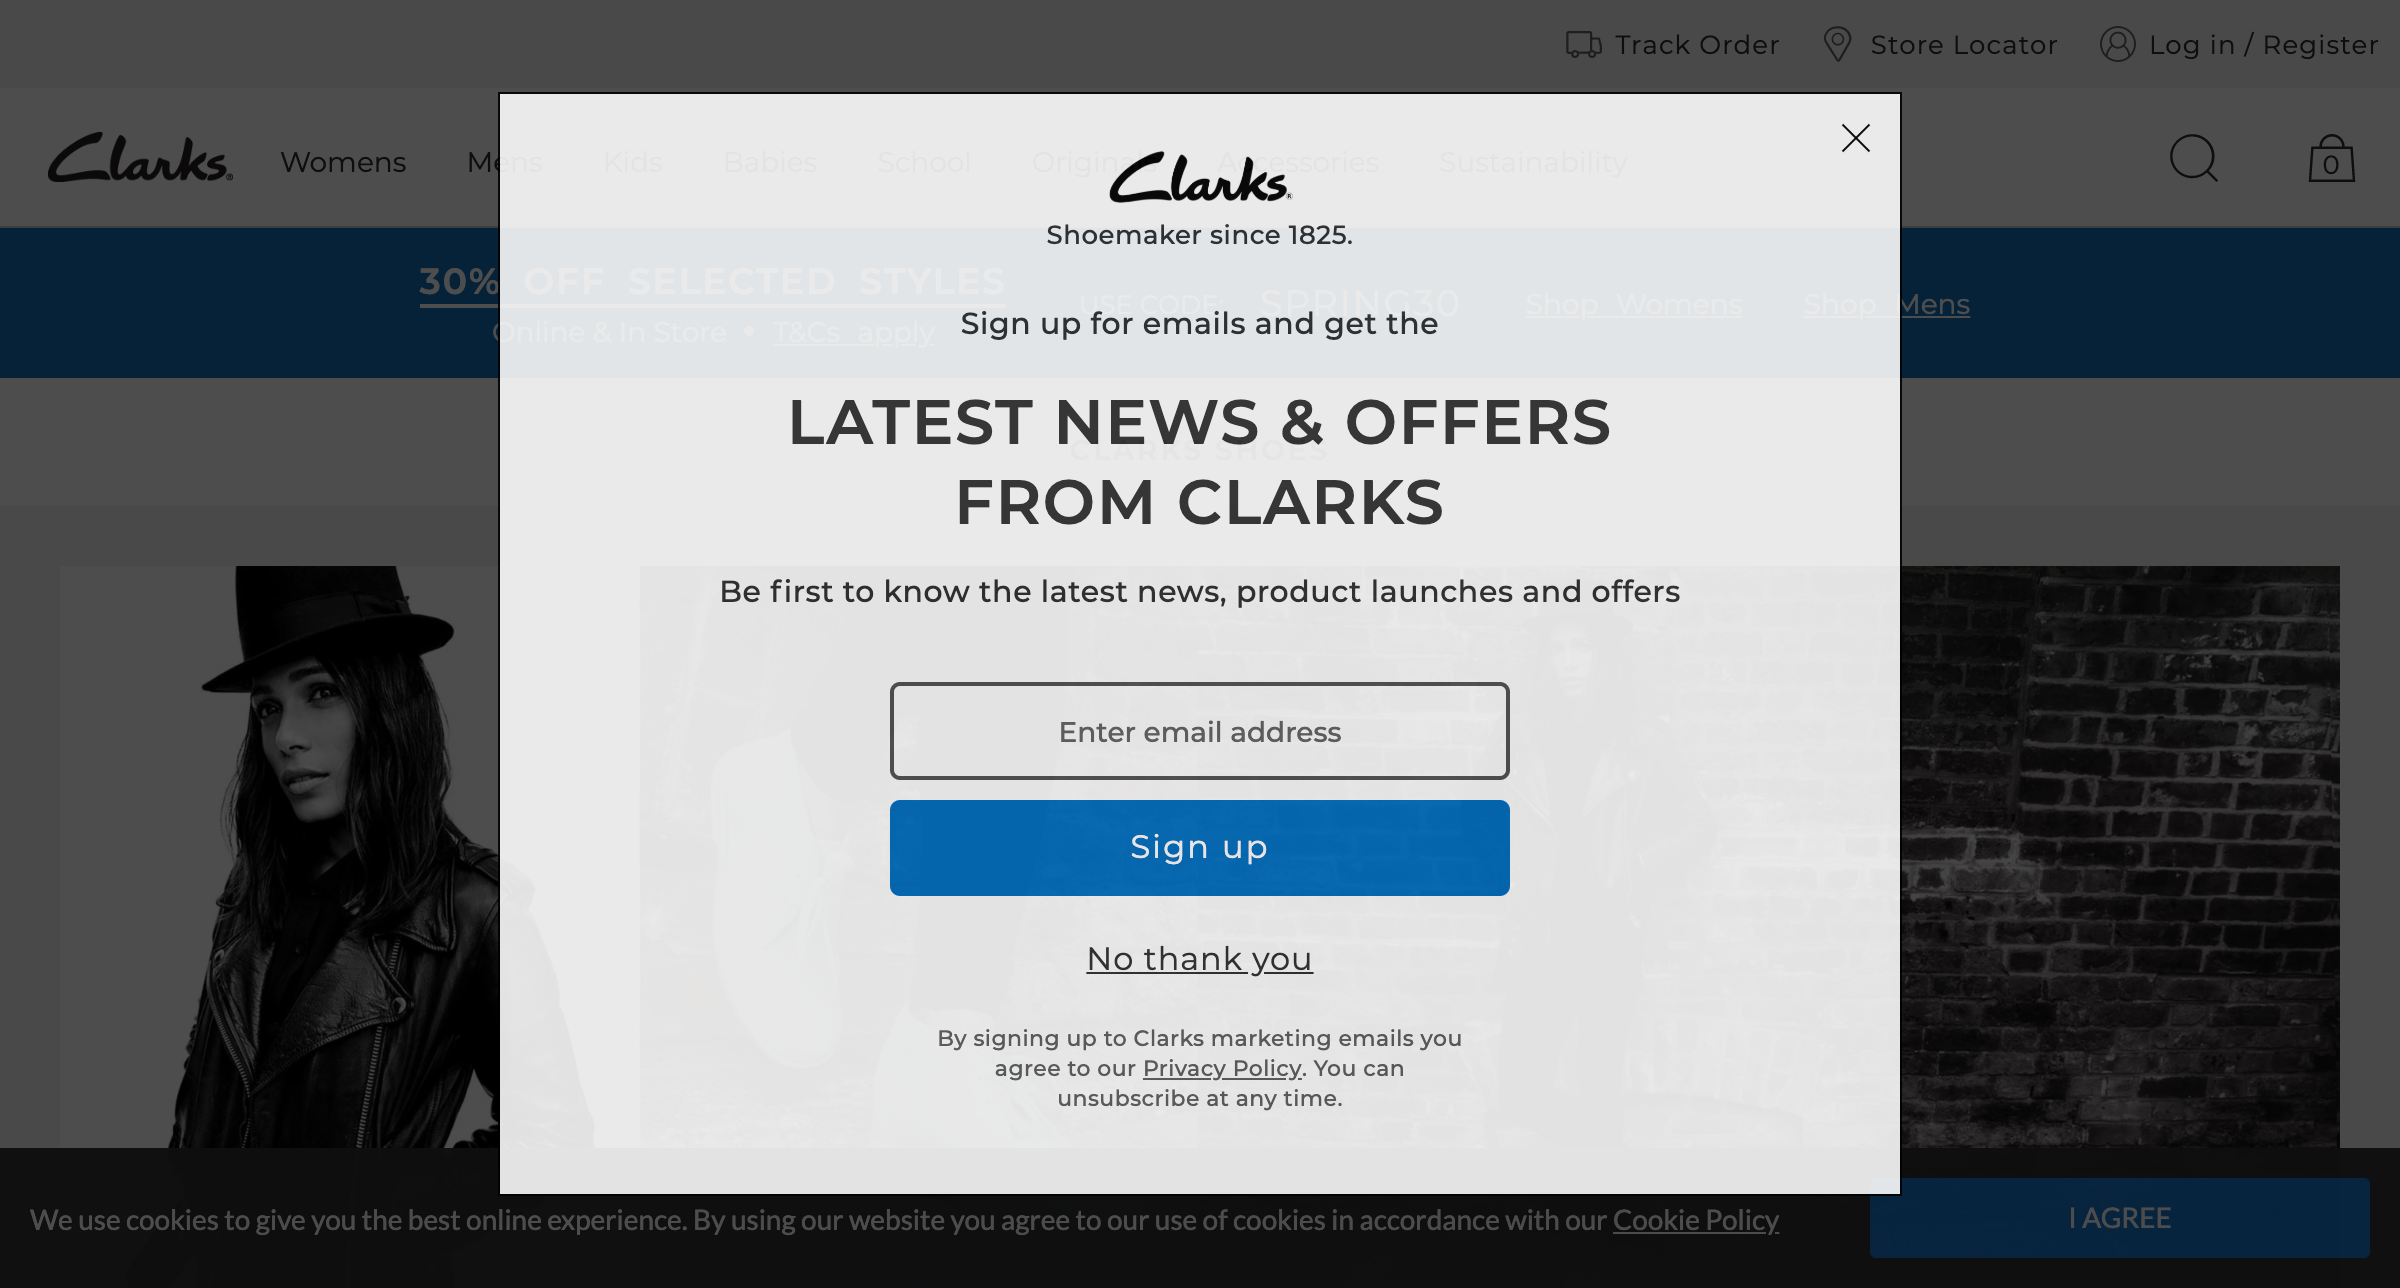 Track Order
Store Locator
Log in / Register
Clarks
Womens
Mens
Kids
Babies
School
Originals
Accessories
Sustainability
0
30% OFF SELECTED STYLES
Online & In Store • T&Cs apply
USE CODE: SPRING30
Shop Womens
Shop Mens
CLARKS SHOES
Clarks
Shoemaker since 1825.
Sign up for emails and get the
LATEST NEWS & OFFERS
FROM CLARKS
Be first to know the latest news, product launches and offers
Enter email address
Sign up
No thank you
By signing up to Clarks marketing emails you
agree to our Privacy Policy. You can
unsubscribe at any time.
We use cookies to give you the best online experience. By using our website you agree to our use of cookies in accordance with our Cookie Policy
I AGREE